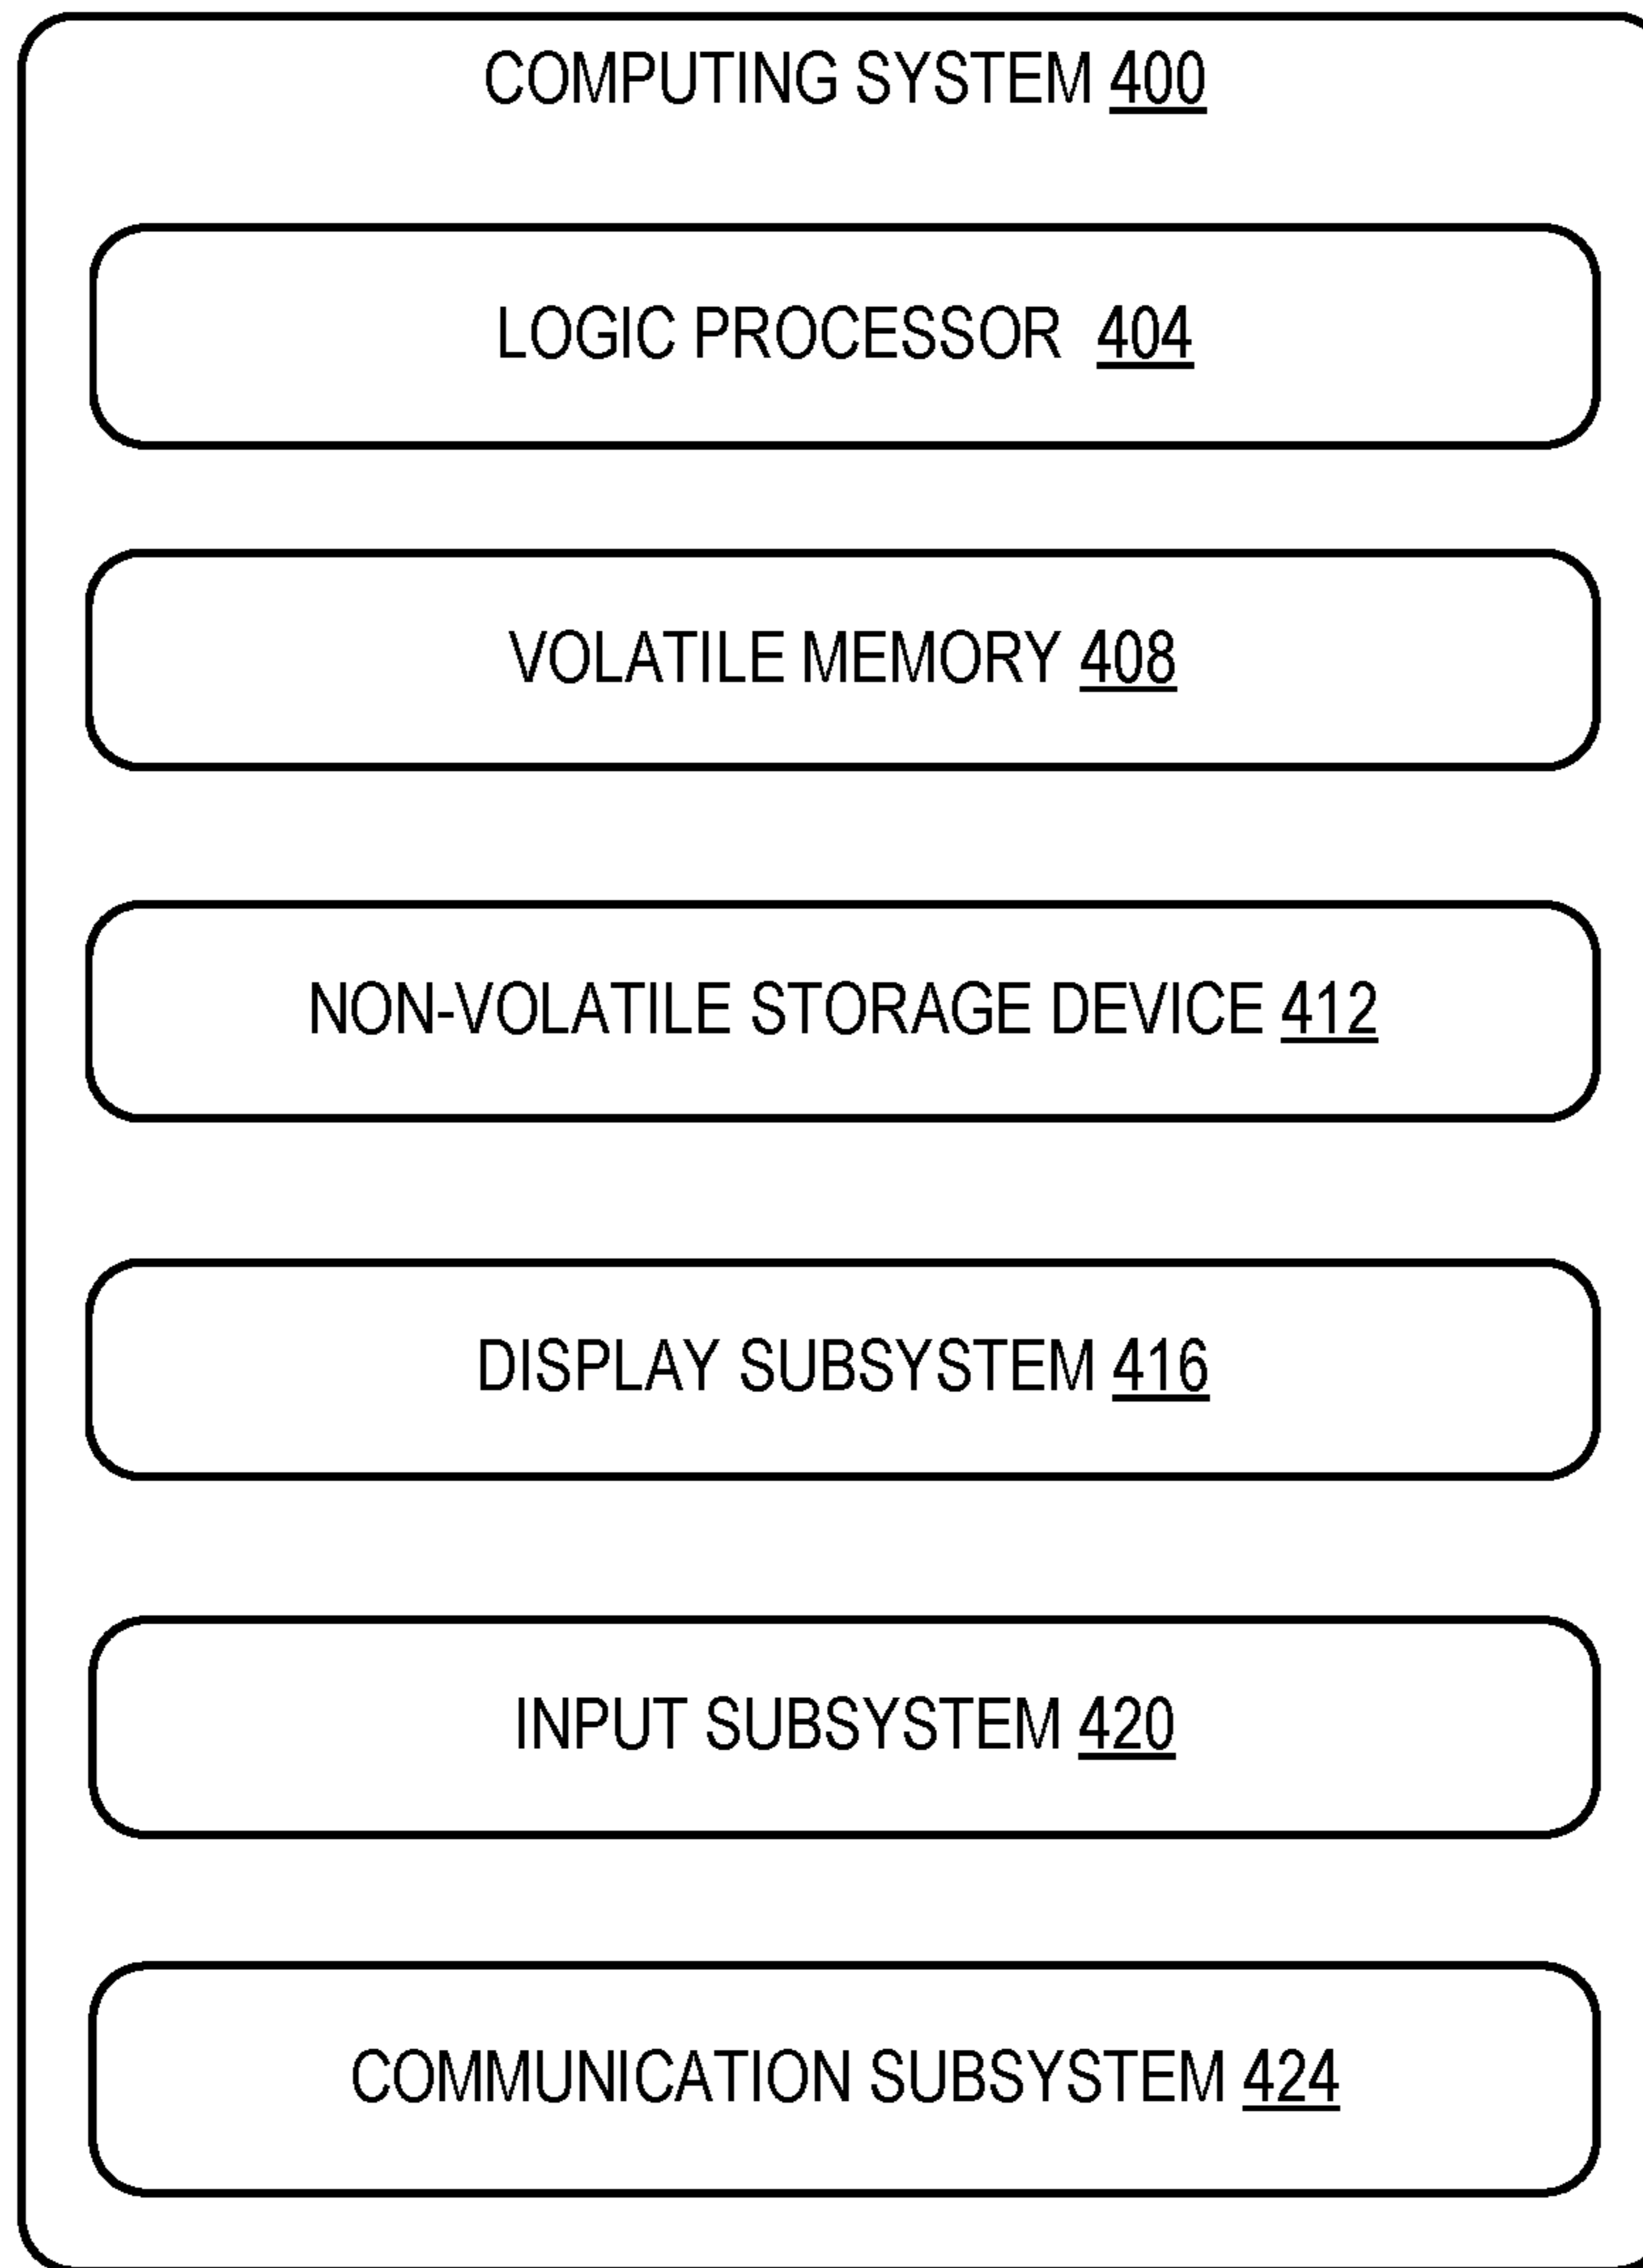 COMPUTING SYSTEM 400
LOGIC PROCESSOR 404
VOLATILE MEMORY 408
NON-VOLATILE STORAGE DEVICE 412
DISPLAY SUBSYSTEM 416
INPUT SUBSYSTEM 420
COMMUNICATION SUBSYSTEM 424